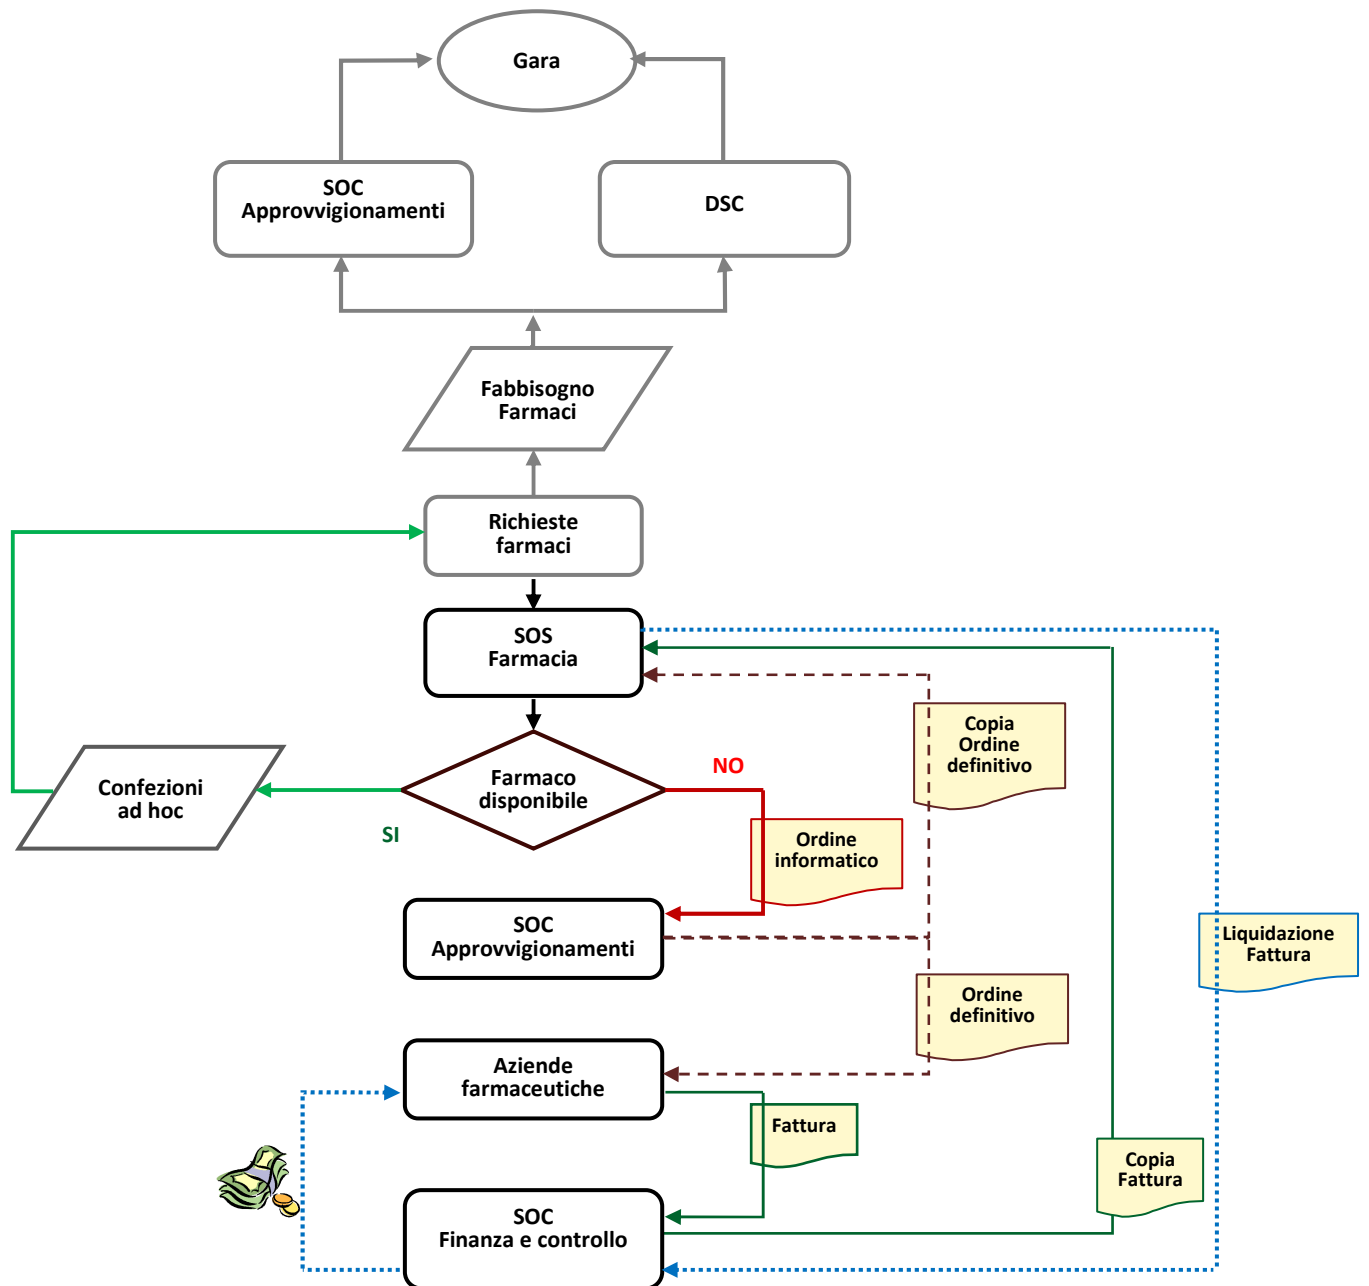 Gara
SOC
Approvvigionamenti
DSC
Fabbisogno
Farmaci
Richieste
farmaci
SOS
Farmacia
Copia
Ordine
definitivo
Farmaco
disponibile
NO
SI
Confezioni
ad hoc
Ordine
informatico
SOC
Approvvigionamenti
Liquidazione
Fattura
Ordine
definitivo
Aziende
farmaceutiche
Fattura
Copia
Fattura
SOC
Finanza e controllo